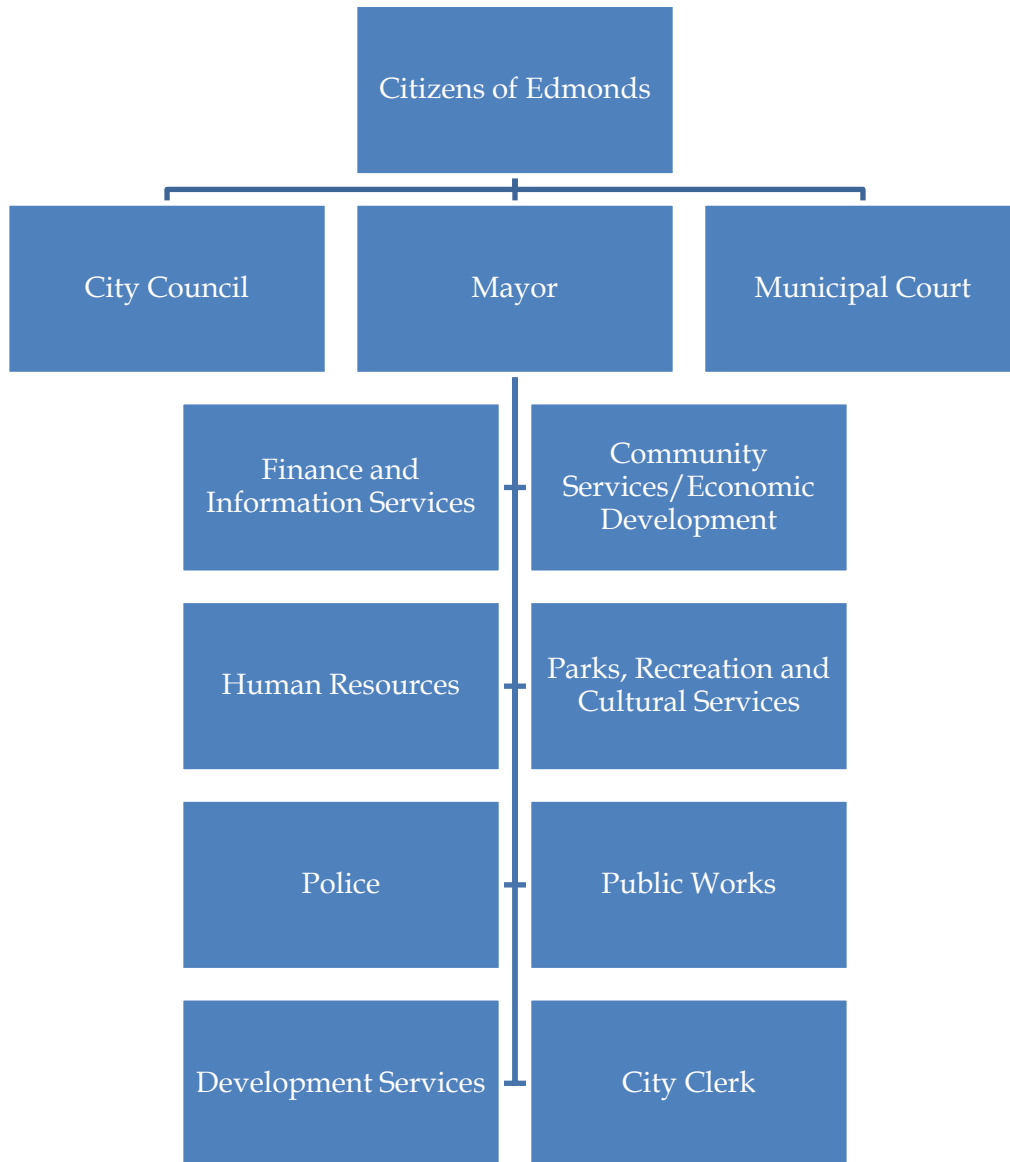 Citizens of Edmonds
City Council
Mayor
Municipal Court
Finance and
Information Services
Community
Services/Economic
Development
Human Resources
Parks, Recreation and
Cultural Services
Police
Public Works
Development Services
City Clerk